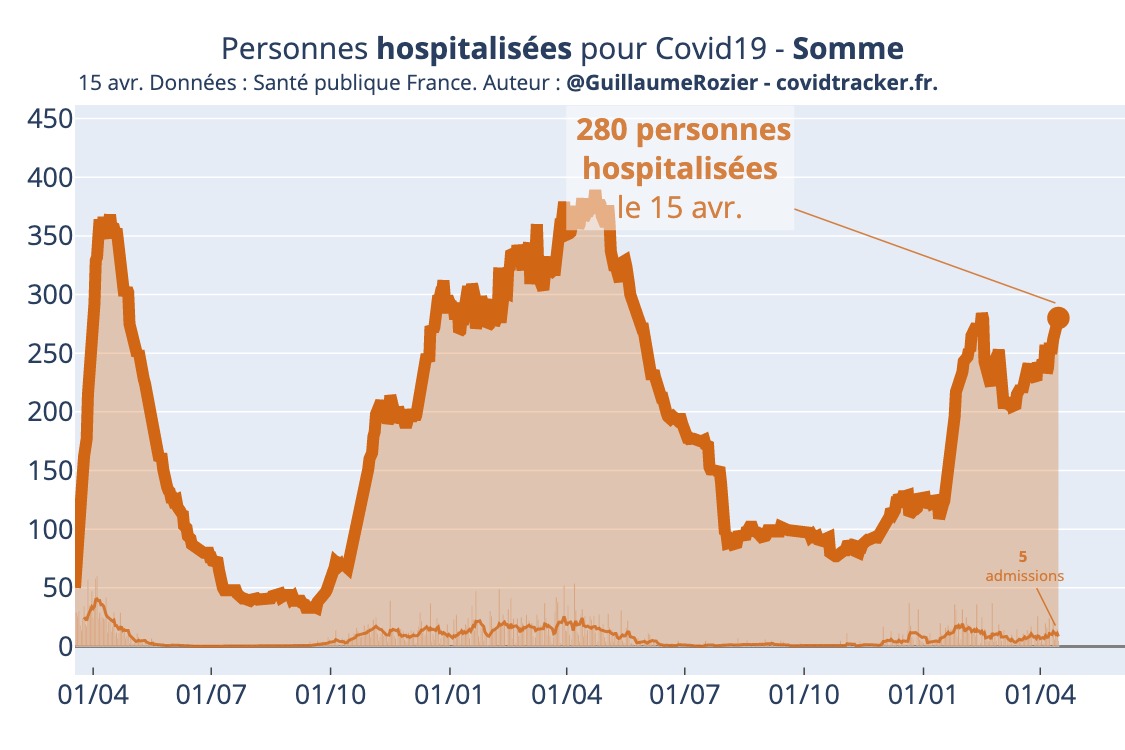 Personnes hospitalisées pour Covid19 - Somme
15 avr. Données : Santé publique France. Auteur : @GuillaumeRozier - covidtracker.fr.
450
280 personnes
hospitalisées
400
le 15 avr.
350
300
250
200
150
100
5
admissions
50
0
01/04 01/07 01/10 01/01 01/04 01/07 01/10 01/01 01/04